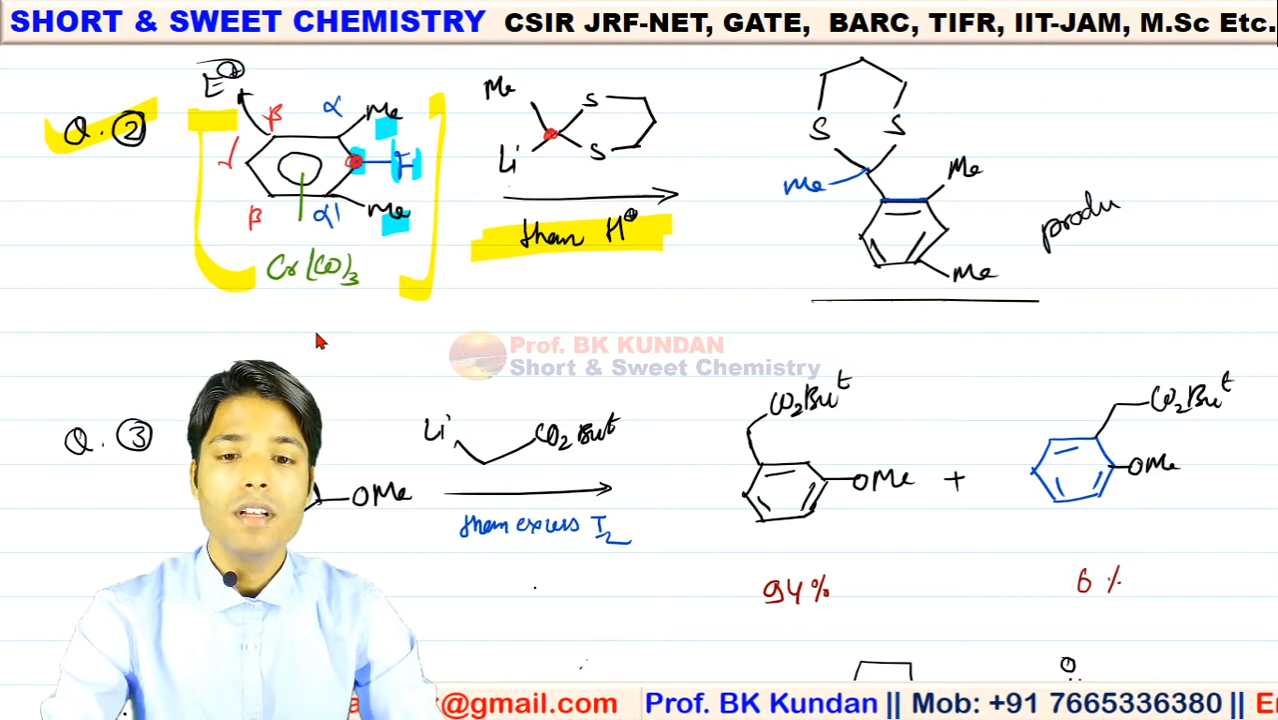 SHORT & SWEET CHEMISTRY CSIR JRF-NET, GATE, BARC, TIFR, IIT-JAM, M.Sc Etc.
Q. ②
E⊕
β
α
Me
H
β
α'
Me
Cr(CO)3
Me
S
Li
S
than H⊕
S
S
Me
Me
Me
produ
Prof. BK KUNDAN
Short & Sweet Chemistry
Q. ③
OMe
Li
CO2But
than excess I2
CO2But
OMe
+
CO2But
OMe
94%
6%
O
r@gmail.com Prof. BK Kundan || Mob: +91 7665336380 || E